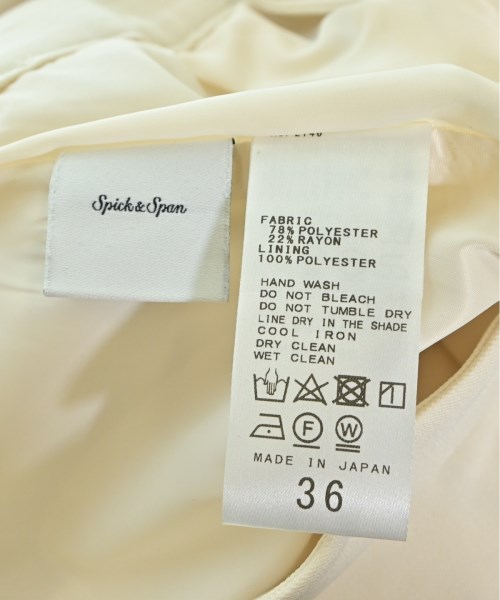 Spick & Span
FABRIC
78% POLYESTER
22% RAYON
LINING
100% POLYESTER
HAND WASH
DO NOT BLEACH
DO NOT TUMBLE DRY
LINE DRY IN THE SHADE
COOL IRON
DRY CLEAN
WET CLEAN
F
W
MADE IN JAPAN
36